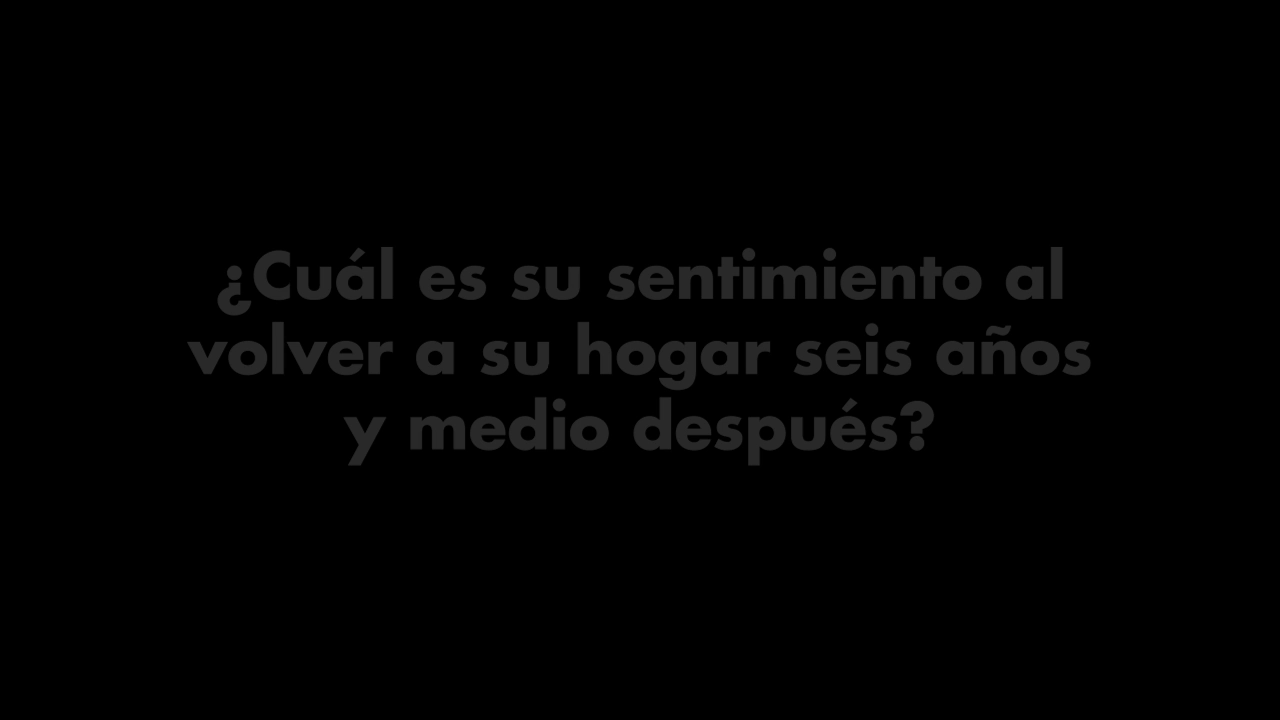 ¿Cuál es su sentimiento al
volver a su hogar seis años
y medio después?